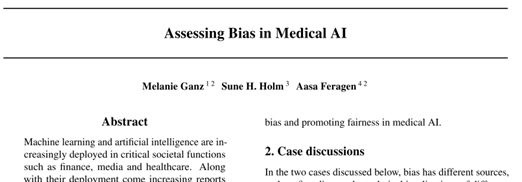 Assessing Bias in Medical AI
Melanie Ganz 1 2 Sune H. Holm 3 Aasa Feragen 4 2
Abstract
Machine learning and artificial intelligence are in-
creasingly deployed in critical societal functions
such as finance, media and healthcare. Along
with their deployment come increasing reports
bias and promoting fairness in medical AI.
2. Case discussions
In the two cases discussed below, bias has different sources,